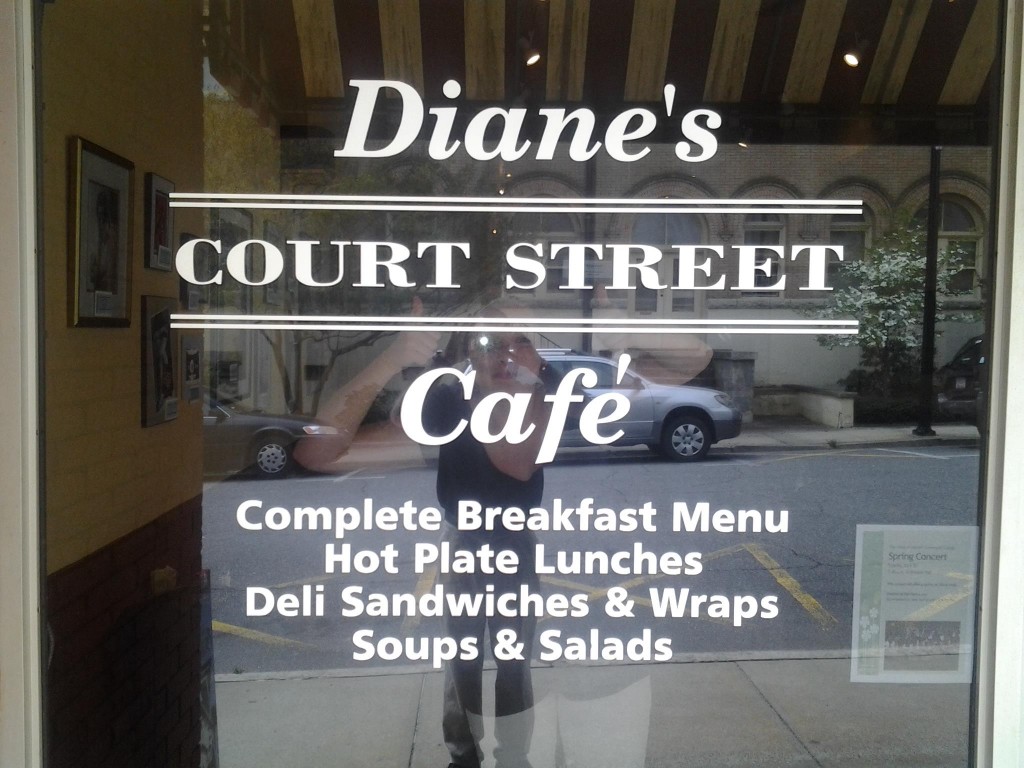 Diane's
COURT STREET
Café
Complete Breakfast Menu
Hot Plate Lunches
Deli Sandwiches & Wraps
Soups & Salads
Spring Concert